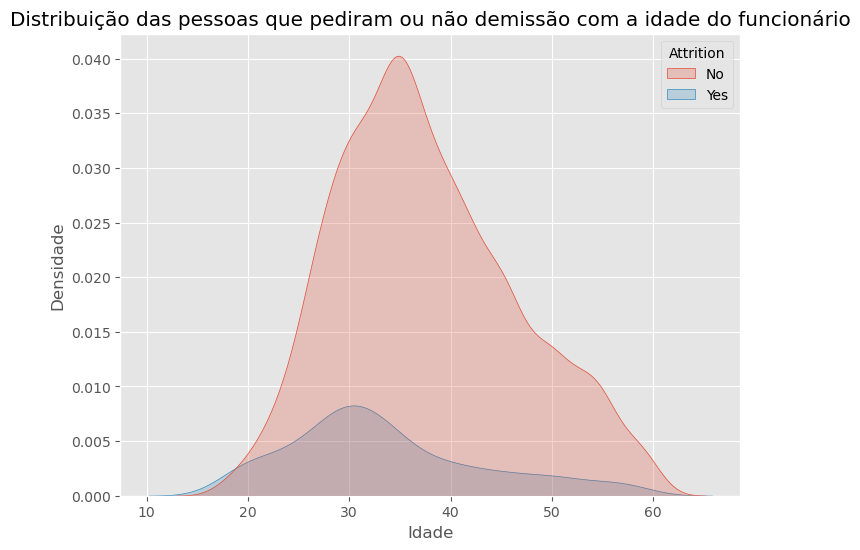 Distribuição das pessoas que pediram ou não demissão com a idade do funcionário
Attrition
No
Yes
Densidade
0.040
0.035
0.030
0.025
0.020
0.015
0.010
0.005
0.000
10 20 30 40 50 60
Idade